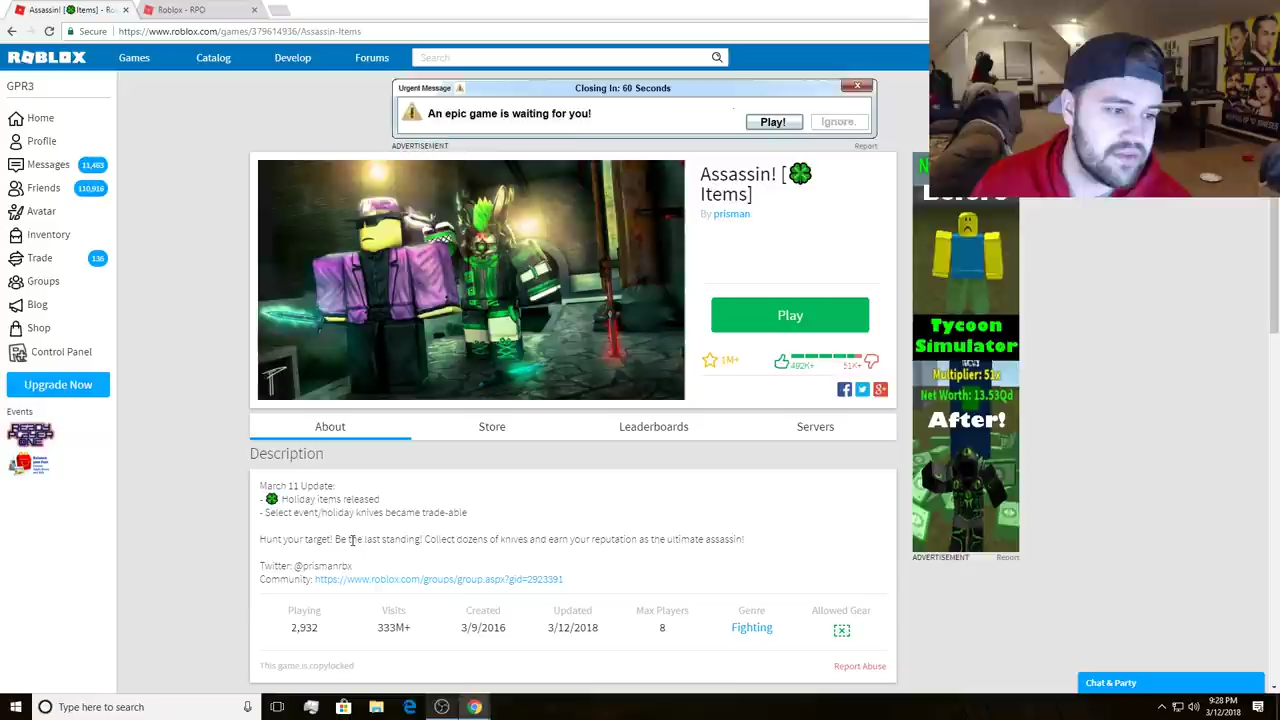 Assassin! [🍀 Items] - Ro
Roblox - RPO
Secure
https://www.roblox.com/games/379614936/Assassin-Items
ROBLOX
Games
Catalog
Develop
Forums
Search
GPR3
Home
Profile
Messages 11,463
Friends 110,916
Avatar
Inventory
Trade 136
Groups
Blog
Shop
Control Panel
Upgrade Now
Events
READY PLAYER ONE
Urgent Message
Closing In: 60 Seconds
An epic game is waiting for you!
Play!
Ignore.
ADVERTISEMENT
Report
Assassin! [🍀
Items]
By prisman
Play
1M+
492K+
51K+
About
Store
Leaderboards
Servers
Description
March 11 Update:
- 🍀 Holiday items released
- Select event/holiday knives became trade-able
Hunt your target! Be the last standing! Collect dozens of knives and earn your reputation as the ultimate assassin!
Twitter: @prismanrbx
Community: https://www.roblox.com/groups/group.aspx?gid=2923391
Playing
Visits
Created
Updated
Max Players
Genre
Allowed Gear
2,932
333M+
3/9/2016
3/12/2018
8
Fighting
This game is copylocked
Report Abuse
Before
Tycoon
Simulator
Multiplier: 51x
Net Worth: 13.53Qd
After!
ADVERTISEMENT
Report
Chat & Party
Type here to search
9:28 PM
3/12/2018